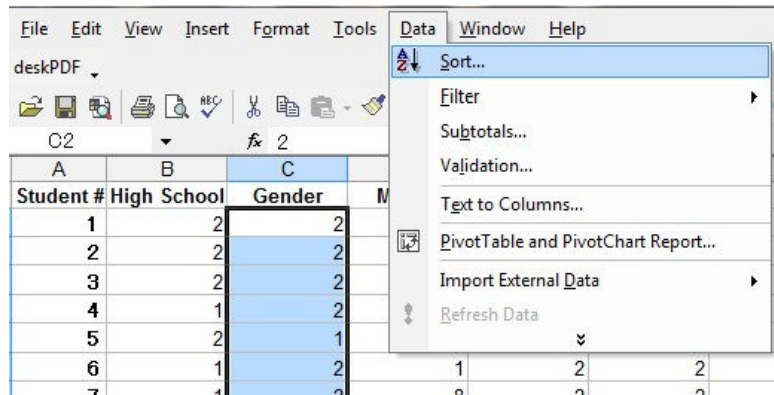 File Edit View Insert Format Tools Data Window Help
deskPDF
Sort...
Filter
Subtotals...
Validation...
Text to Columns...
PivotTable and PivotChart Report...
Import External Data
Refresh Data
ABC
C2 fx 2
A B C
Student # High School Gender
1 2 2
2 2 2
3 2 2
4 1 2
5 2 1
6 1 2 1 2 2